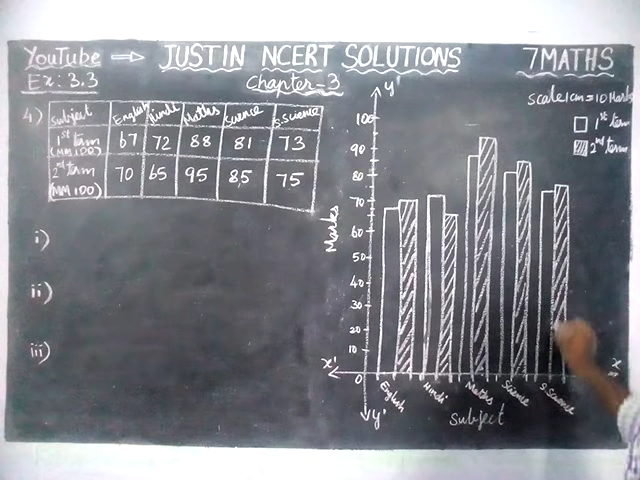 YouTube → JUSTIN NCERT SOLUTIONS 7MATHS
Ex: 3.3 Chapter-3
4) Subject English Hindi Maths Science S.Science
1st term (MM 100) 67 72 88 81 73
2nd term (MM 100) 70 65 95 85 75
i)
ii)
iii)
y'
scale 1cm = 10 Marks
1st term
2nd term
100
90
80
70
60
50
40
30
20
10
0
Marks
x' x
English Hindi Maths Science S.Science
y'
Subject